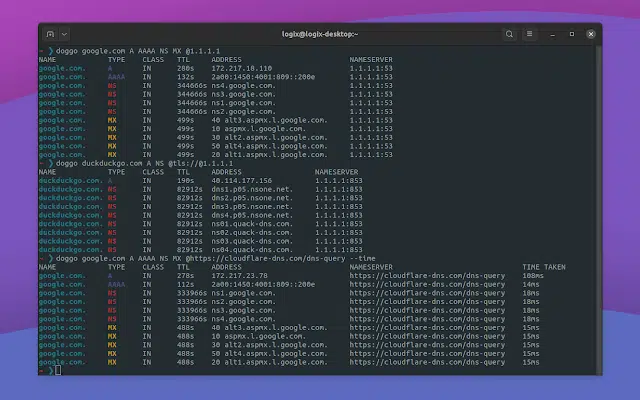 logix@logix-desktop:~
~ ❯ doggo google.com A AAAA NS MX @1.1.1.1
NAME TYPE CLASS TTL ADDRESS NAMESERVER
google.com. A IN 280s 172.217.18.110 1.1.1.1:53
google.com. AAAA IN 132s 2a00:1450:4001:809::200e 1.1.1.1:53
google.com. NS IN 344666s ns4.google.com. 1.1.1.1:53
google.com. NS IN 344666s ns3.google.com. 1.1.1.1:53
google.com. NS IN 344666s ns1.google.com. 1.1.1.1:53
google.com. NS IN 344666s ns2.google.com. 1.1.1.1:53
google.com. MX IN 499s 40 alt3.aspmx.l.google.com. 1.1.1.1:53
google.com. MX IN 499s 10 aspmx.l.google.com. 1.1.1.1:53
google.com. MX IN 499s 30 alt2.aspmx.l.google.com. 1.1.1.1:53
google.com. MX IN 499s 50 alt4.aspmx.l.google.com. 1.1.1.1:53
google.com. MX IN 499s 20 alt1.aspmx.l.google.com. 1.1.1.1:53
~ ❯ doggo duckduckgo.com A NS @tls://@1.1.1.1
NAME TYPE CLASS TTL ADDRESS NAMESERVER
duckduckgo.com. A IN 190s 40.114.177.156 1.1.1.1:853
duckduckgo.com. NS IN 82912s dns1.p05.nsone.net. 1.1.1.1:853
duckduckgo.com. NS IN 82912s dns2.p05.nsone.net. 1.1.1.1:853
duckduckgo.com. NS IN 82912s dns3.p05.nsone.net. 1.1.1.1:853
duckduckgo.com. NS IN 82912s dns4.p05.nsone.net. 1.1.1.1:853
duckduckgo.com. NS IN 82912s ns01.quack-dns.com. 1.1.1.1:853
duckduckgo.com. NS IN 82912s ns02.quack-dns.com. 1.1.1.1:853
duckduckgo.com. NS IN 82912s ns03.quack-dns.com. 1.1.1.1:853
duckduckgo.com. NS IN 82912s ns04.quack-dns.com. 1.1.1.1:853
~ ❯ doggo google.com A AAAA NS MX @https://cloudflare-dns.com/dns-query --time
NAME TYPE CLASS TTL ADDRESS NAMESERVER TIME TAKEN
google.com. A IN 278s 172.217.23.78 https://cloudflare-dns.com/dns-query 108ms
google.com. AAAA IN 112s 2a00:1450:4001:809::200e https://cloudflare-dns.com/dns-query 14ms
google.com. NS IN 333966s ns1.google.com. https://cloudflare-dns.com/dns-query 18ms
google.com. NS IN 333966s ns2.google.com. https://cloudflare-dns.com/dns-query 18ms
google.com. NS IN 333966s ns3.google.com. https://cloudflare-dns.com/dns-query 18ms
google.com. NS IN 333966s ns4.google.com. https://cloudflare-dns.com/dns-query 18ms
google.com. MX IN 488s 40 alt3.aspmx.l.google.com. https://cloudflare-dns.com/dns-query 15ms
google.com. MX IN 488s 10 aspmx.l.google.com. https://cloudflare-dns.com/dns-query 15ms
google.com. MX IN 488s 30 alt2.aspmx.l.google.com. https://cloudflare-dns.com/dns-query 15ms
google.com. MX IN 488s 50 alt4.aspmx.l.google.com. https://cloudflare-dns.com/dns-query 15ms
google.com. MX IN 488s 20 alt1.aspmx.l.google.com. https://cloudflare-dns.com/dns-query 15ms
~ ❯